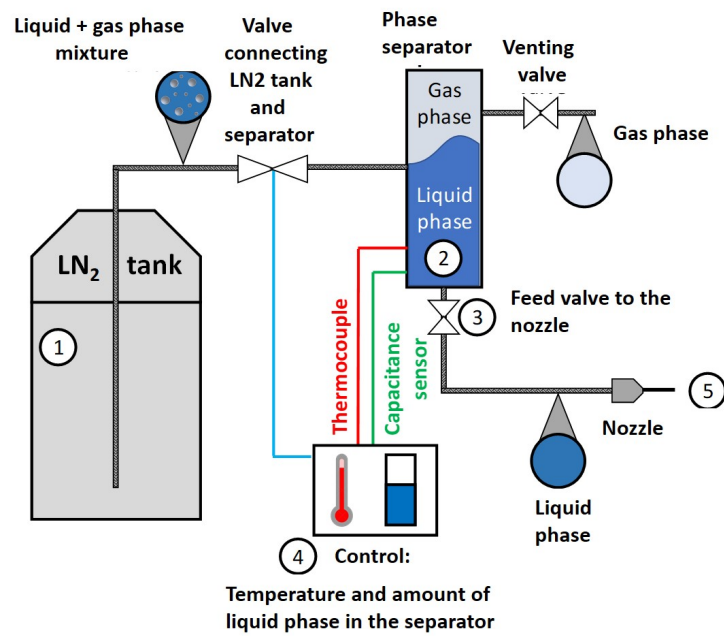 Liquid + gas phase
mixture
Valve
connecting
LN2 tank
and
separator
Phase
separator
Venting
valve
Gas
phase
Gas phase
Liquid
phase
2
LN2 tank
1
3
Feed valve to the
nozzle
Thermocouple
Capacitance
sensor
5
Nozzle
Liquid
phase
4 Control:
Temperature and amount of
liquid phase in the separator